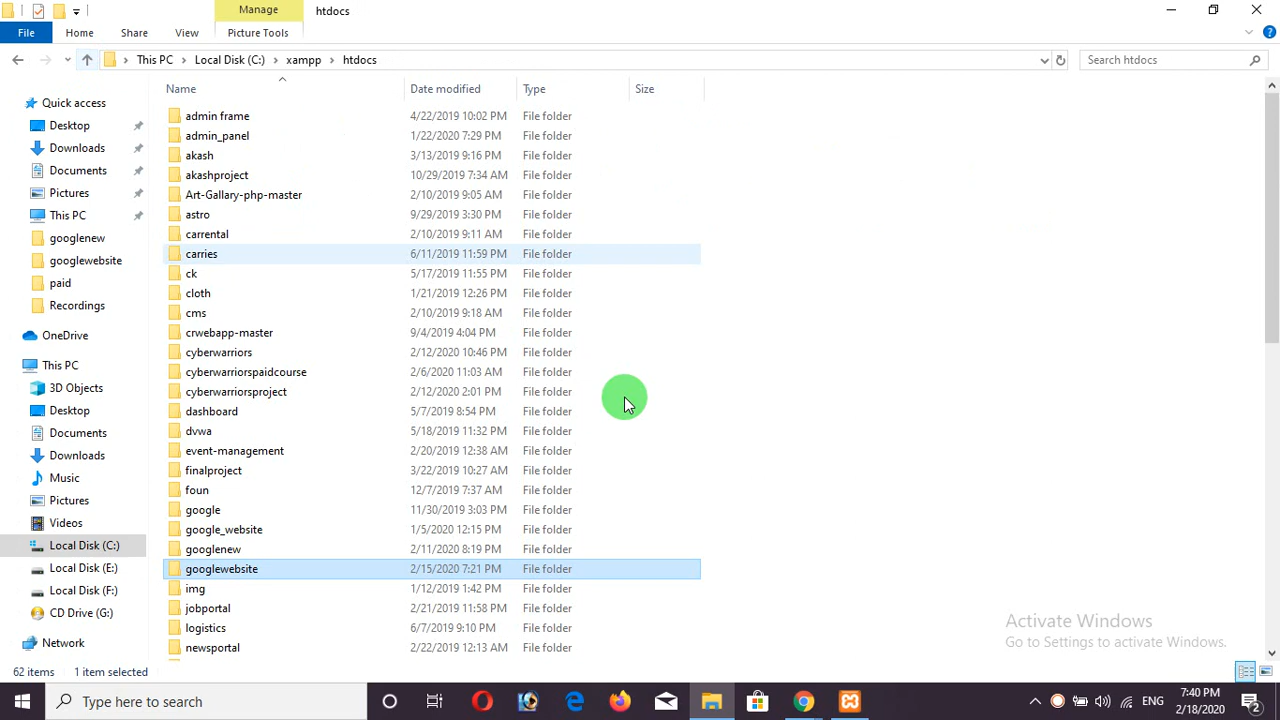 Manage
htdocs
File
Home
Share
View
Picture Tools
This PC
Local Disk (C:)
xampp
htdocs
Search htdocs
Name
Date modified
Type
Size
Quick access
Desktop
Downloads
Documents
Pictures
This PC
googlenew
googlewebsite
paid
Recordings
OneDrive
This PC
3D Objects
Desktop
Documents
Downloads
Music
Pictures
Videos
Local Disk (C:)
Local Disk (E:)
Local Disk (F:)
CD Drive (G:)
Network
admin frame 4/22/2019 10:02 PM File folder
admin_panel 1/22/2020 7:29 PM File folder
akash 3/13/2019 9:16 PM File folder
akashproject 10/29/2019 7:34 AM File folder
Art-Gallary-php-master 2/10/2019 9:05 AM File folder
astro 9/29/2019 3:30 PM File folder
carrental 2/10/2019 9:11 AM File folder
carries 6/11/2019 11:59 PM File folder
ck 5/17/2019 11:55 PM File folder
cloth 1/21/2019 12:26 PM File folder
cms 2/10/2019 9:18 AM File folder
crwebapp-master 9/4/2019 4:04 PM File folder
cyberwarriors 2/12/2020 10:46 PM File folder
cyberwarriorspaidcourse 2/6/2020 11:03 AM File folder
cyberwarriorsproject 2/12/2020 2:01 PM File folder
dashboard 5/7/2019 8:54 PM File folder
dvwa 5/18/2019 11:32 PM File folder
event-management 2/20/2019 12:38 AM File folder
finalproject 3/22/2019 10:27 AM File folder
foun 12/7/2019 7:37 AM File folder
google 11/30/2019 3:03 PM File folder
google_website 1/5/2020 12:15 PM File folder
googlenew 2/11/2020 8:19 PM File folder
googlewebsite 2/15/2020 7:21 PM File folder
img 1/12/2019 1:42 PM File folder
jobportal 2/21/2019 11:58 PM File folder
logistics 6/7/2019 9:10 PM File folder
newsportal 2/22/2019 12:13 AM File folder
Activate Windows
Go to Settings to activate Windows.
62 items
1 item selected
Type here to search
ENG
7:40 PM
2/18/2020
2